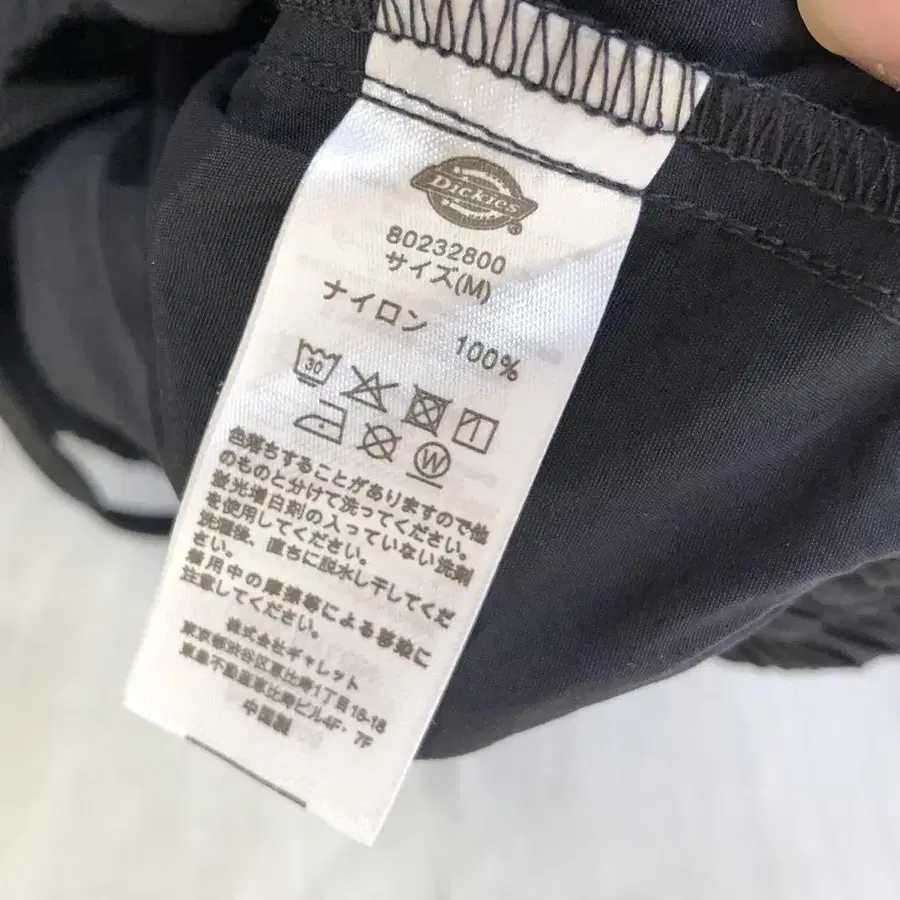 Dickies
80232800
サイズ(M)
ナイロン 100%
30
W
色落ちすることがありますので他
のものと分けて洗ってください。
蛍光増白剤の入っていない洗剤
を使用してください。
洗濯後、直ちに脱水し干してくだ
さい。
着用中の摩擦等による移染に
注意してください。
株式会社ギャレット
東京都渋谷区恵比寿1丁目18-18
東急不動産恵比寿ビル4F・7F
中国製